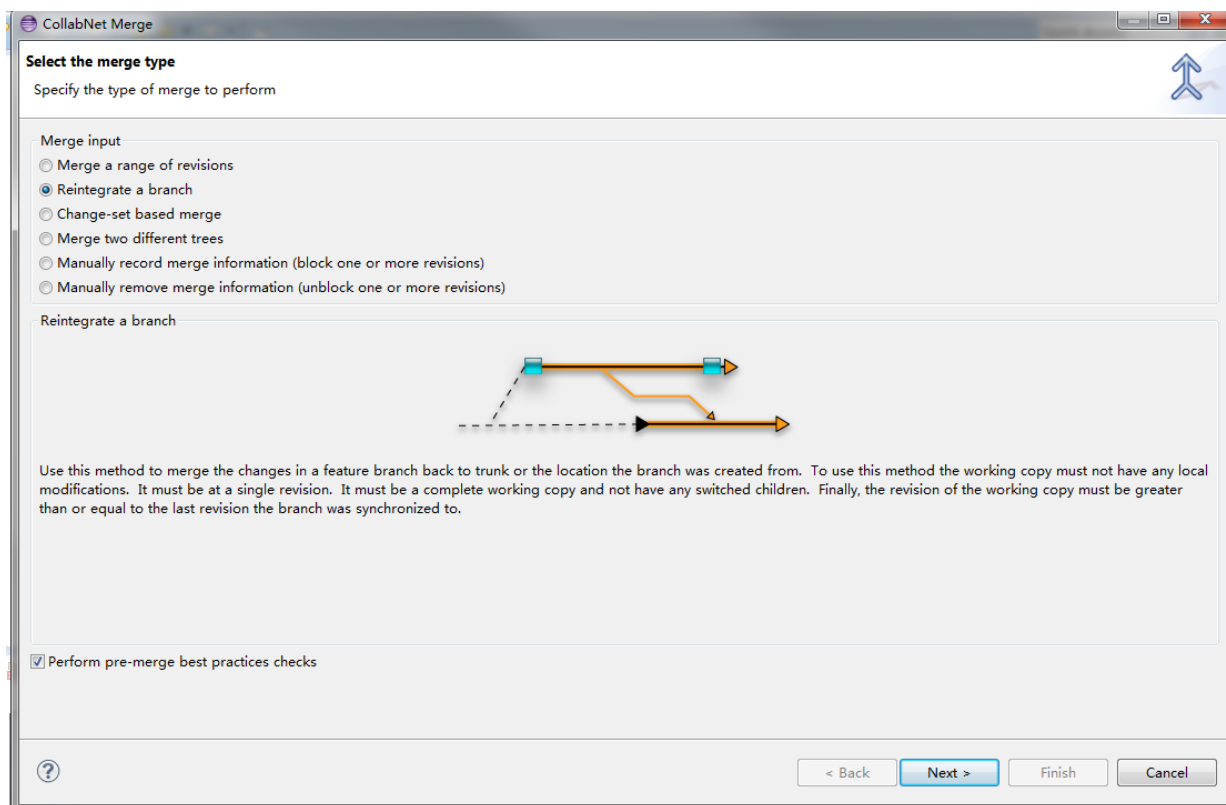 CollabNet Merge
Select the merge type
Specify the type of merge to perform
Merge input
Merge a range of revisions
Reintegrate a branch
Change-set based merge
Merge two different trees
Manually record merge information (block one or more revisions)
Manually remove merge information (unblock one or more revisions)
Reintegrate a branch
Use this method to merge the changes in a feature branch back to trunk or the location the branch was created from.  To use this method the working copy must not have any local
modifications.  It must be at a single revision.  It must be a complete working copy and not have any switched children.  Finally, the revision of the working copy must be greater
than or equal to the last revision the branch was synchronized to.
Perform pre-merge best practices checks
?
< Back
Next >
Finish
Cancel